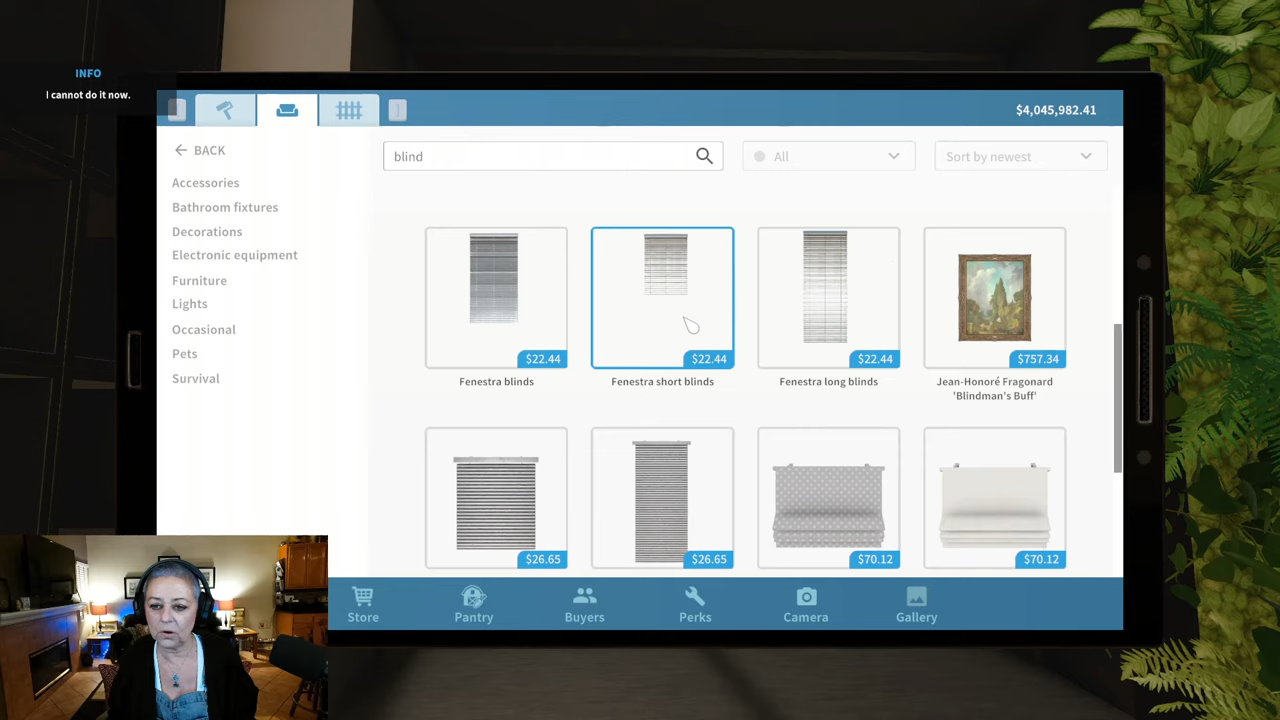 INFO
I cannot do it now.
$4,045,982.41
BACK
blind
All
Sort by newest
Accessories
Bathroom fixtures
Decorations
Electronic equipment
Furniture
Lights
Occasional
Pets
Survival
$22.44
$22.44
$22.44
$757.34
Fenestra blinds
Fenestra short blinds
Fenestra long blinds
Jean-Honoré Fragonard
'Blindman's Buff'
$26.65
$26.65
$70.12
$70.12
Store
Pantry
Buyers
Perks
Camera
Gallery